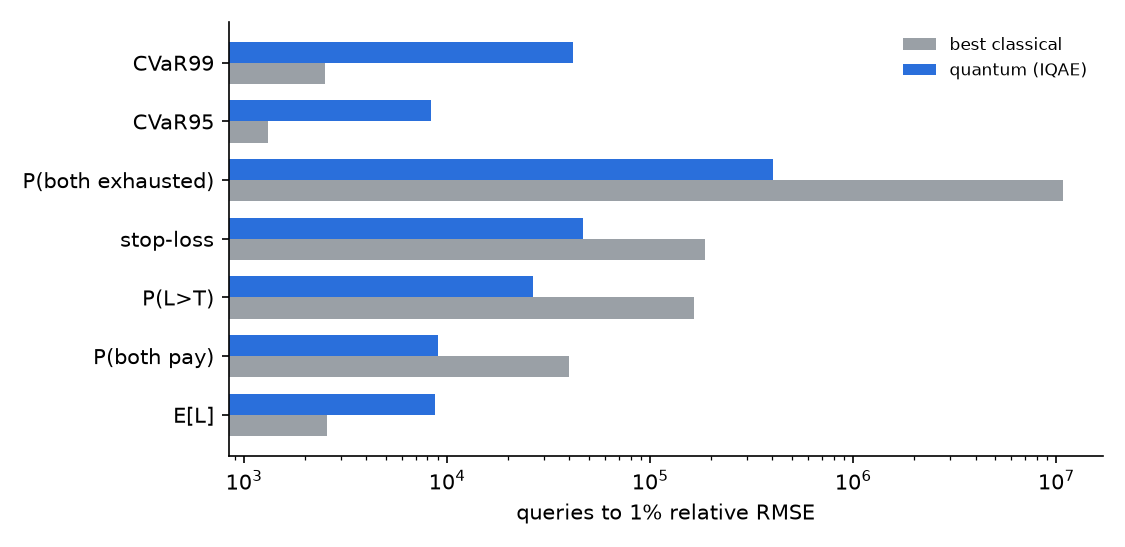 best classical
quantum (IQAE)
CVaR99
CVaR95
P(both exhausted)
stop-loss
P(L>T)
P(both pay)
E[L]
10³ 10⁴ 10⁵ 10⁶ 10⁷
queries to 1% relative RMSE